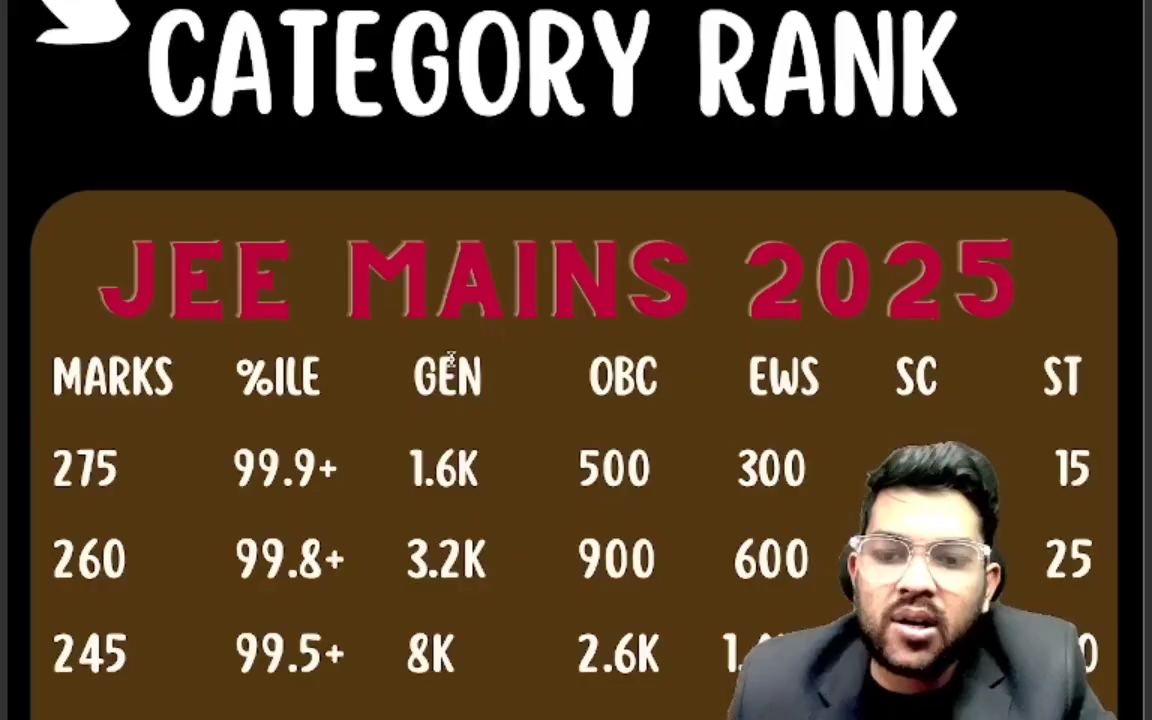 CATEGORY RANK
JEE MAINS 2025
MARKS %ILE GEN OBC EWS SC ST
275 99.9+ 1.6K 500 300 15
260 99.8+ 3.2K 900 600 25
245 99.5+ 8K 2.6K